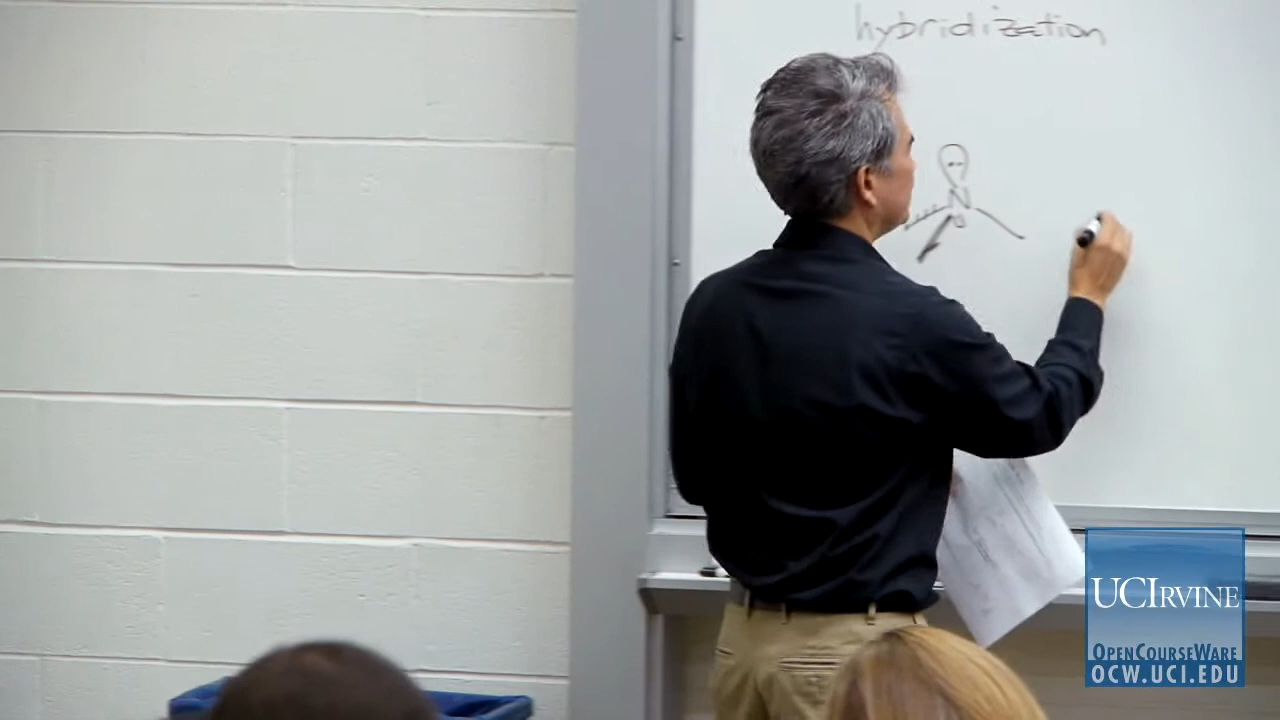 hybridization
N
UCIRVINE
OPENCOURSEWARE
OCW.UCI.EDU